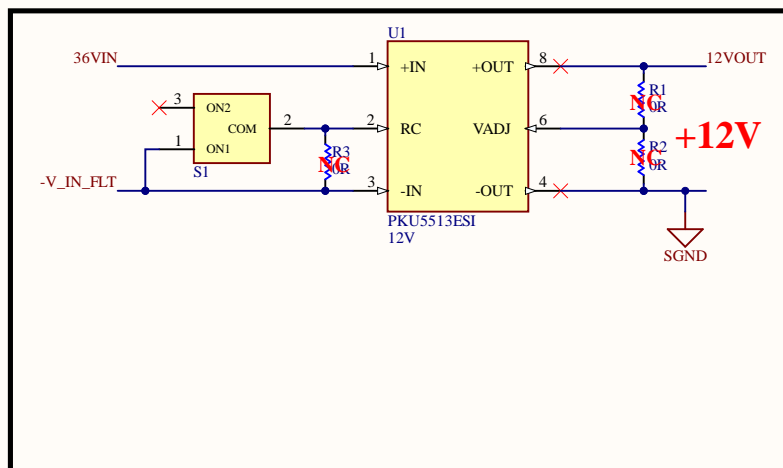 U1
36VIN
1
+IN
+OUT
8
12VOUT
R1
NC
0R
3
ON2
COM
2
2
RC
VADJ
6
+12V
1
ON1
R3
NC
0R
R2
NC
0R
-V_IN_FLT
S1
3
-IN
-OUT
4
PKU5513ESI
12V
SGND